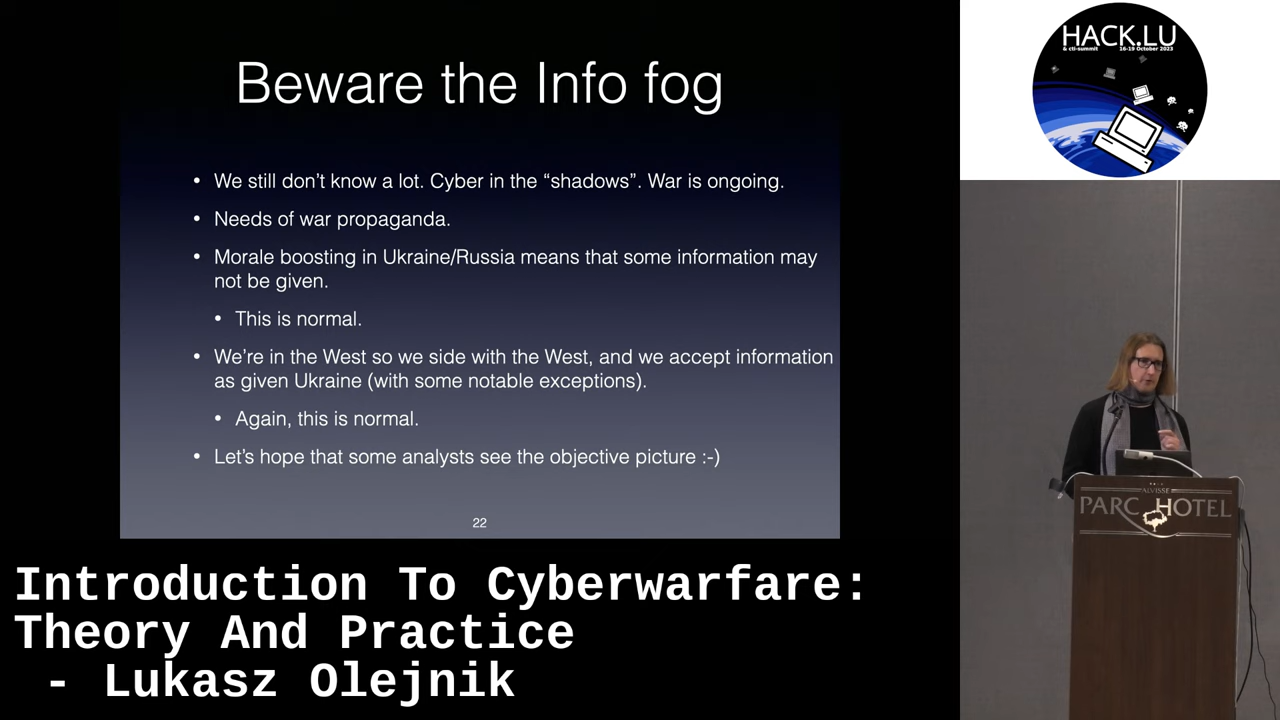 Beware the Info fog
• We still don’t know a lot. Cyber in the “shadows”. War is ongoing.
• Needs of war propaganda.
• Morale boosting in Ukraine/Russia means that some information may
not be given.
• This is normal.
• We’re in the West so we side with the West, and we accept information
as given Ukraine (with some notable exceptions).
• Again, this is normal.
• Let’s hope that some analysts see the objective picture :-)
22
HACK.LU
& cti-summit 16-19 October 2023
ALVISSE
PARC HOTEL
Introduction To Cyberwarfare:
Theory And Practice
- Lukasz Olejnik